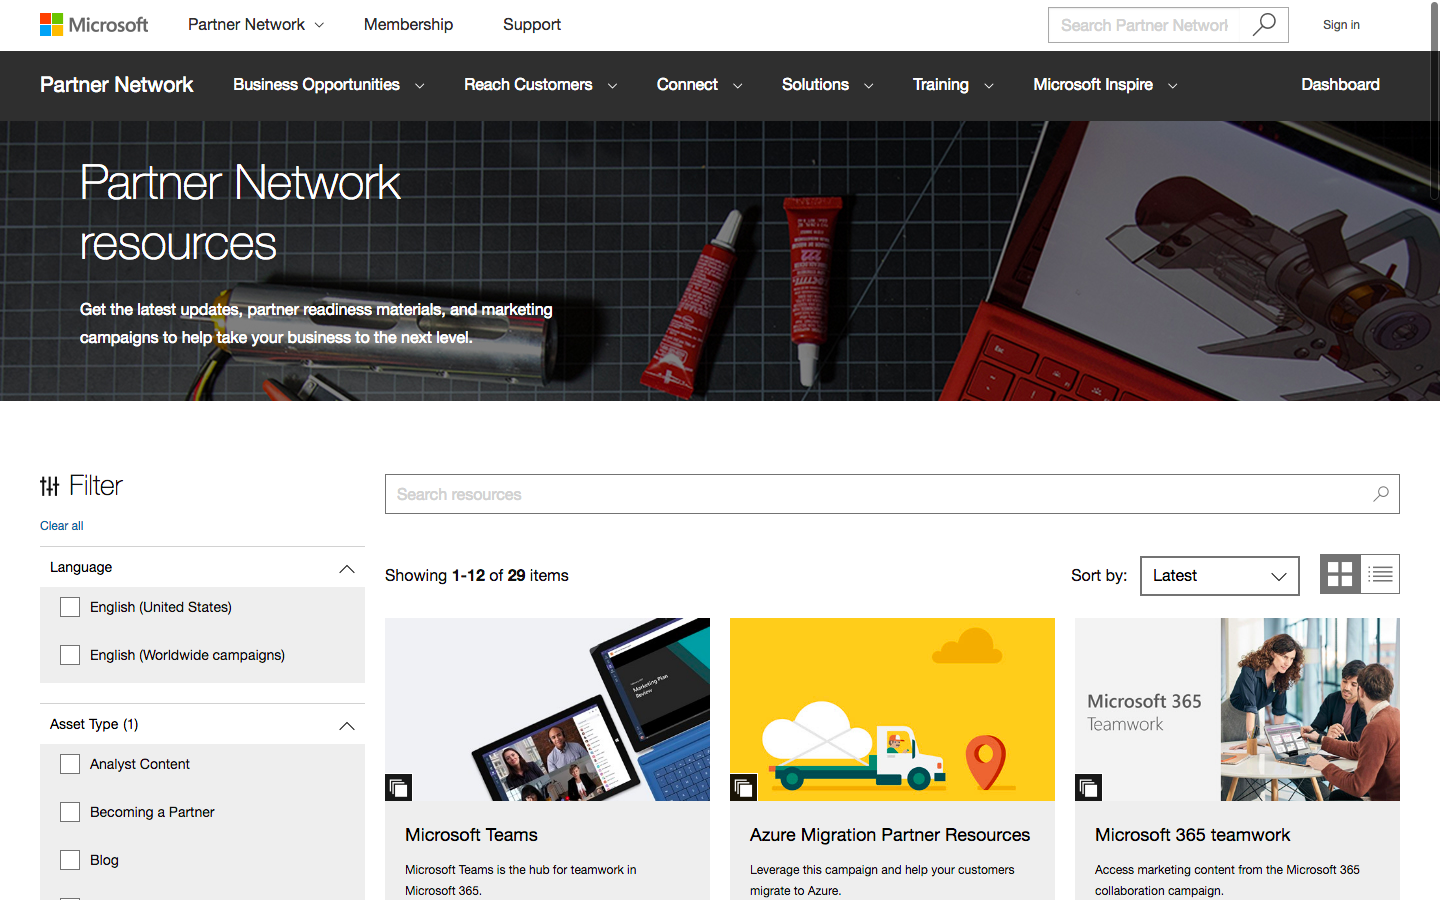 Microsoft
Partner Network
Membership
Support
Search Partner Network
Sign in
Partner Network
Business Opportunities
Reach Customers
Connect
Solutions
Training
Microsoft Inspire
Dashboard
Partner Network
resources
Get the latest updates, partner readiness materials, and marketing
campaigns to help take your business to the next level.
Filter
Clear all
Language
English (United States)
English (Worldwide campaigns)
Asset Type (1)
Analyst Content
Becoming a Partner
Blog
Search resources
Showing 1-12 of 29 items
Sort by:
Latest
Marketing Plan
Review
Microsoft Teams
Microsoft Teams is the hub for teamwork in
Microsoft 365.
Azure Migration Partner Resources
Leverage this campaign and help your customers
migrate to Azure.
Microsoft 365
Teamwork
Microsoft 365 teamwork
Access marketing content from the Microsoft 365
collaboration campaign.